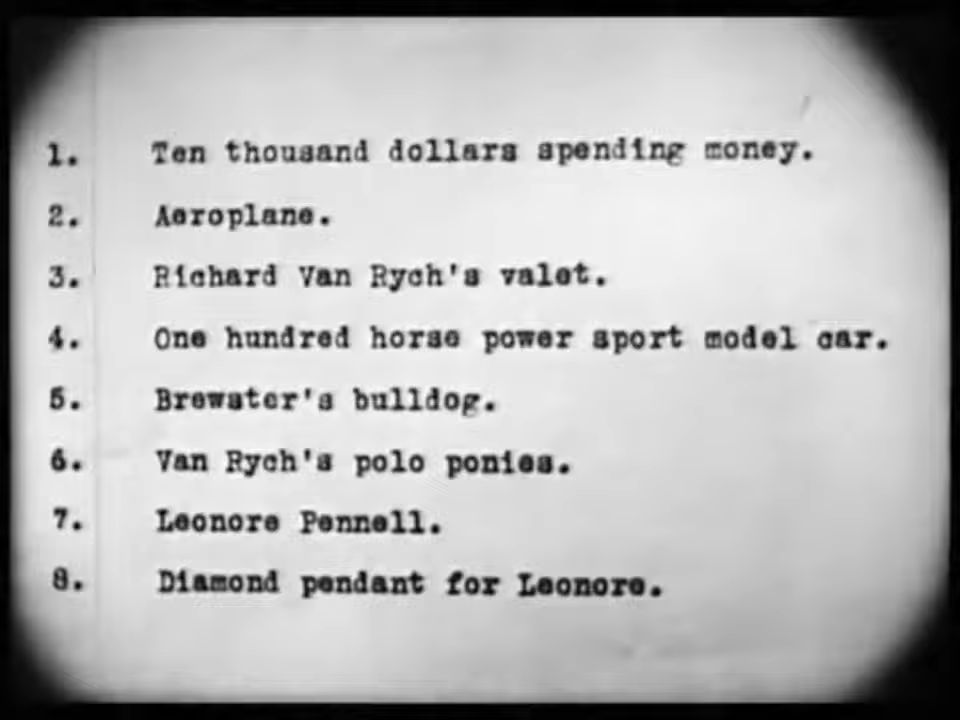 1. Ten thousand dollars spending money.
2. Aeroplane.
3. Richard Van Rych's valet.
4. One hundred horse power sport model car.
5. Brewster's bulldog.
6. Van Rych's polo ponies.
7. Leonore Pennell.
8. Diamond pendant for Leonore.